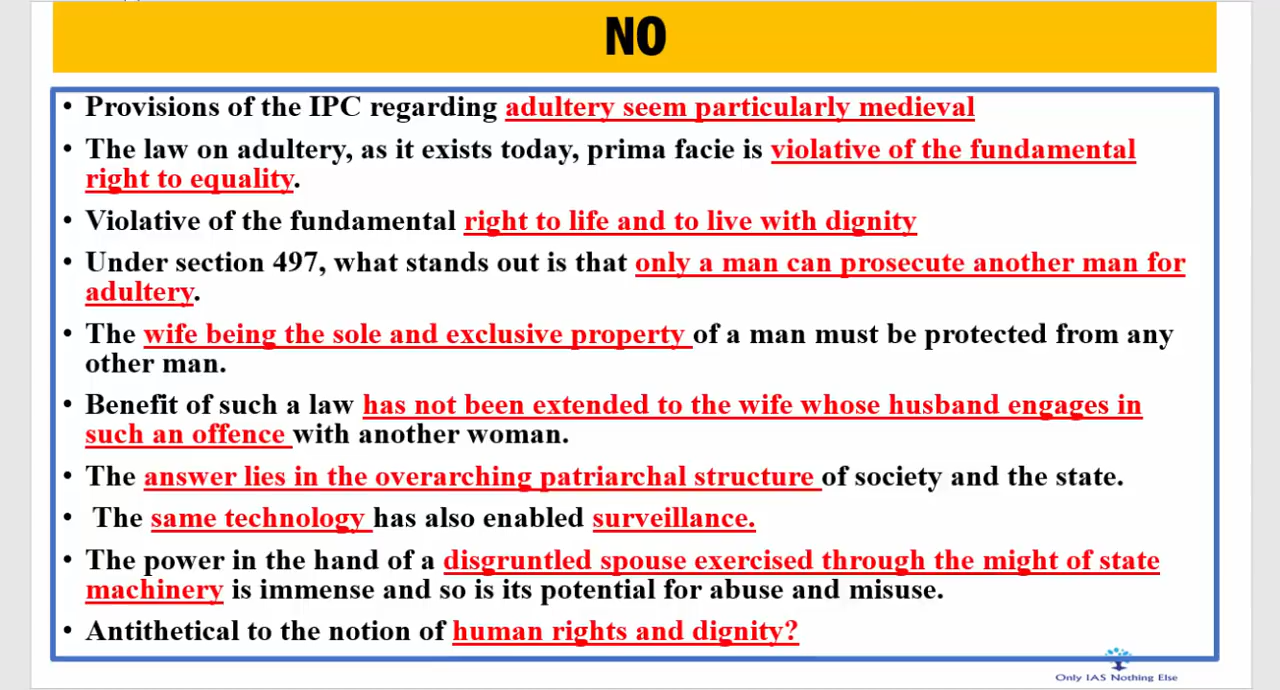 NO
• Provisions of the IPC regarding adultery seem particularly medieval
• The law on adultery, as it exists today, prima facie is violative of the fundamental
right to equality.
• Violative of the fundamental right to life and to live with dignity
• Under section 497, what stands out is that only a man can prosecute another man for
adultery.
• The wife being the sole and exclusive property of a man must be protected from any
other man.
• Benefit of such a law has not been extended to the wife whose husband engages in
such an offence with another woman.
• The answer lies in the overarching patriarchal structure of society and the state.
• The same technology has also enabled surveillance.
• The power in the hand of a disgruntled spouse exercised through the might of state
machinery is immense and so is its potential for abuse and misuse.
• Antithetical to the notion of human rights and dignity?
Only IAS Nothing Else